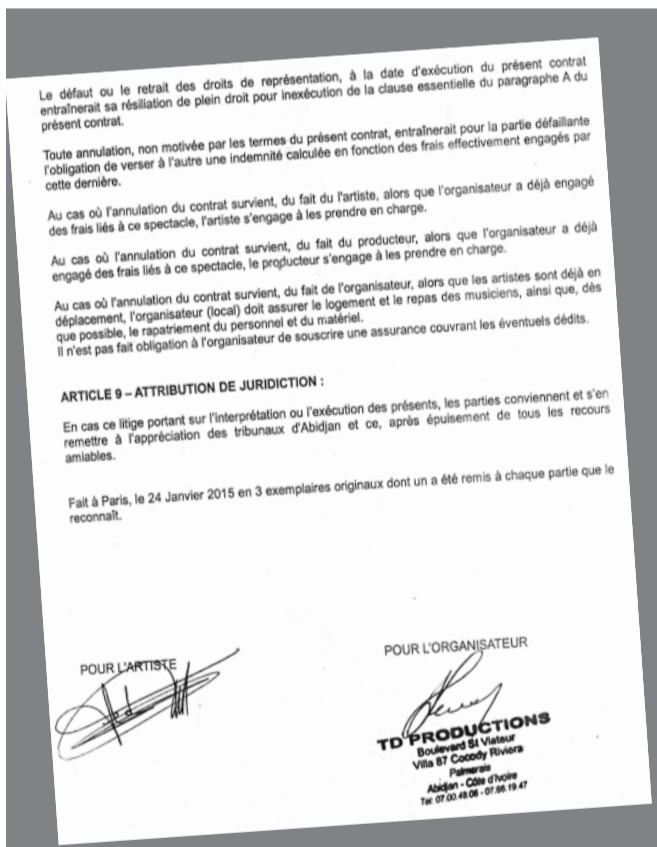 Le défaut ou le retrait des droits de représentation, à la date d'exécution du présent contrat
entraînerait sa résiliation de plein droit pour inexécution de la clause essentielle du paragraphe A du
présent contrat.
Toute annulation, non motivée par les termes du présent contrat, entraînerait pour la partie défaillante
l'obligation de verser à l'autre une indemnité calculée en fonction des frais effectivement engagés par
cette dernière.
Au cas où l'annulation du contrat survient, du fait du l'artiste, alors que l'organisateur a déjà engagé
des frais liés à ce spectacle, l'artiste s'engage à les prendre en charge.
Au cas où l'annulation du contrat survient, du fait du producteur, alors que l'organisateur a déjà
engagé des frais liés à ce spectacle, le producteur s'engage à les prendre en charge.
Au cas où l'annulation du contrat survient, du fait de l'organisateur, alors que les artistes sont déjà en
déplacement, l'organisateur (local) doit assurer le logement et le repas des musiciens, ainsi que, dès
que possible, le rapatriement du personnel et du matériel.
Il n'est pas fait obligation à l'organisateur de souscrire une assurance couvrant les éventuels dédits.
ARTICLE 9 – ATTRIBUTION DE JURIDICTION :
En cas ce litige portant sur l'interprétation ou l'exécution des présents, les parties conviennent et s'en
remettre à l'appréciation des tribunaux d'Abidjan et ce, après épuisement de tous les recours
amiables.
Fait à Paris, le 24 Janvier 2015 en 3 exemplaires originaux dont un a été remis à chaque partie que le
reconnaît.
POUR L'ARTISTE
POUR L'ORGANISATEUR
TD PRODUCTIONS
Boulevard St Viateur
Villa 87 Cocody Riviera
Palmeraie
Abidjan - Côte d'Ivoire
Tel: 07.00.48.06 - 07.66.19.47